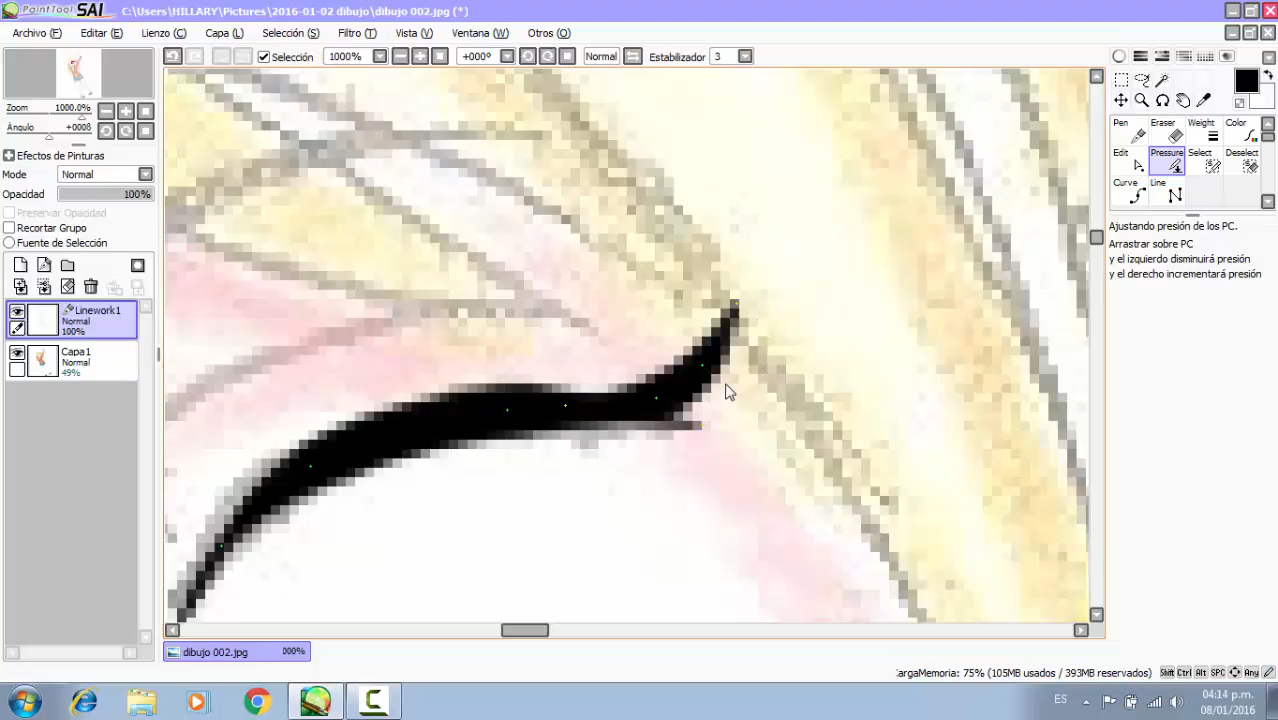 PaintTool SAI C:\Users\HILLARY\Pictures\2016-01-02 dibujo\dibujo 002.jpg (*)
Archivo (F) Editar (E) Lienzo (C) Capa (L) Selección (S) Filtro (T) Vista (V) Ventana (W) Otros (O)
Selección 1000% +000º Normal Estabilizador 3
Zoom 1000.0%
Ángulo +000ß
Efectos de Pinturas
Mode Normal
Opacidad 100%
Preservar Opacidad
Recortar Grupo
Fuente de Selección
Linework1
Normal
100%
Capa1
Normal
49%
Pen Eraser Weight Color
Edit Pressure Select Deselect
Curve Line
Ajustando presión de los PC.
Arrastrar sobre PC
y el izquierdo disminuirá presión
y el derecho incrementará presión
dibujo 002.jpg 000%
:argaMemoria: 75% (105MB usados / 393MB reservados) Shift Ctrl Alt SPC Any
ES 04:14 p.m.
08/01/2016